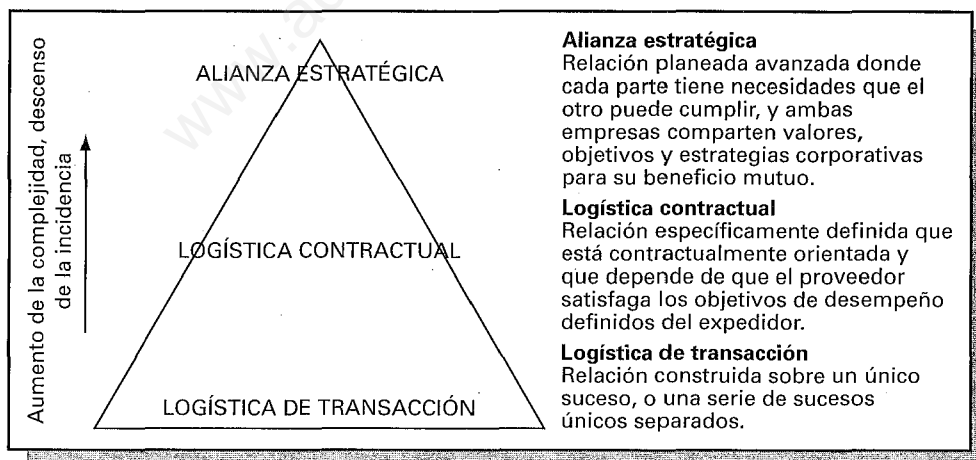 Aumento de la complejidad, descenso
de la incidencia
ALIANZA ESTRATÉGICA
LOGÍSTICA CONTRACTUAL
LOGÍSTICA DE TRANSACCIÓN
Alianza estratégica
Relación planeada avanzada donde
cada parte tiene necesidades que el
otro puede cumplir, y ambas
empresas comparten valores,
objetivos y estrategias corporativas
para su beneficio mutuo.
Logística contractual
Relación específicamente definida que
está contractualmente orientada y
que depende de que el proveedor
satisfaga los objetivos de desempeño
definidos del expedidor.
Logística de transacción
Relación construida sobre un único
suceso, o una serie de sucesos
únicos separados.